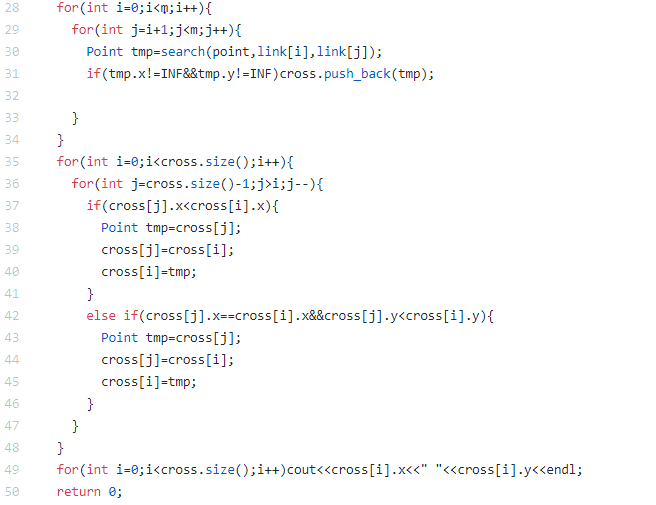 28 for(int i=0;i<m;i++){
29 for(int j=i+1;j<m;j++){
30 Point tmp=search(point,link[i],link[j]);
31 if(tmp.x!=INF&&tmp.y!=INF)cross.push_back(tmp);
32
33 }
34 }
35 for(int i=0;i<cross.size();i++){
36 for(int j=cross.size()-1;j>i;j--){
37 if(cross[j].x<cross[i].x){
38 Point tmp=cross[j];
39 cross[j]=cross[i];
40 cross[i]=tmp;
41 }
42 else if(cross[j].x==cross[i].x&&cross[j].y<cross[i].y){
43 Point tmp=cross[j];
44 cross[j]=cross[i];
45 cross[i]=tmp;
46 }
47 }
48 }
49 for(int i=0;i<cross.size();i++)cout<<cross[i].x<<" "<<cross[i].y<<endl;
50 return 0;